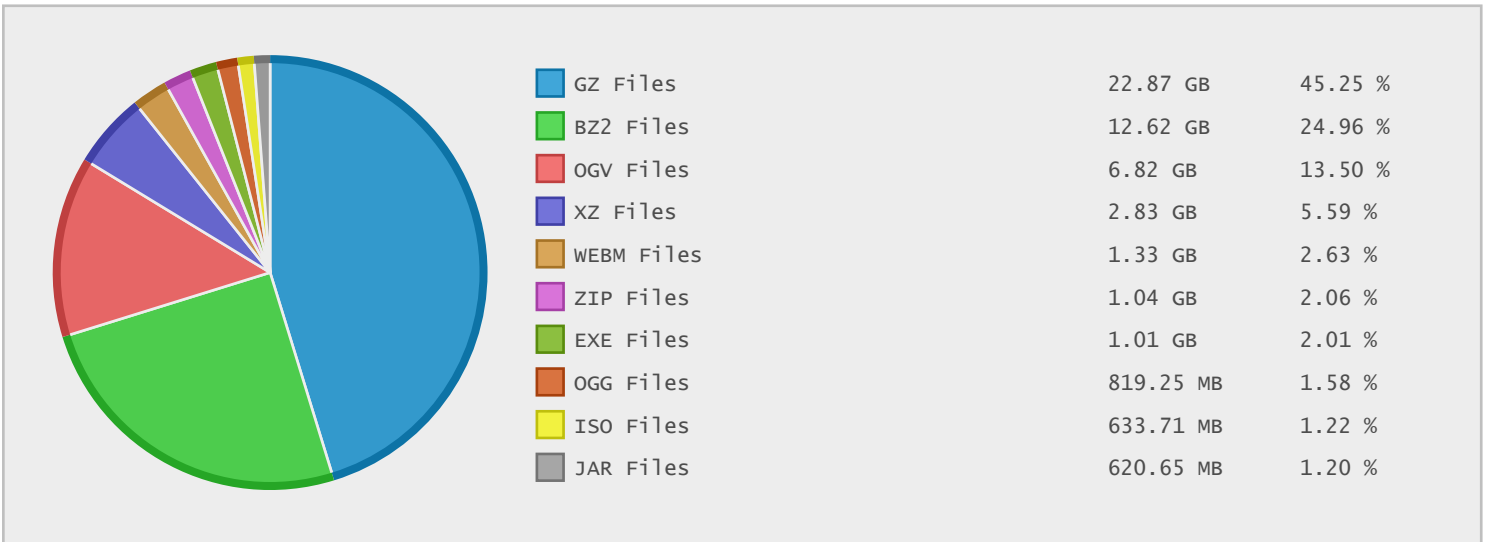 GZ Files 22.87 GB 45.25 %
BZ2 Files 12.62 GB 24.96 %
OGV Files 6.82 GB 13.50 %
XZ Files 2.83 GB 5.59 %
WEBM Files 1.33 GB 2.63 %
ZIP Files 1.04 GB 2.06 %
EXE Files 1.01 GB 2.01 %
OGG Files 819.25 MB 1.58 %
ISO Files 633.71 MB 1.22 %
JAR Files 620.65 MB 1.20 %